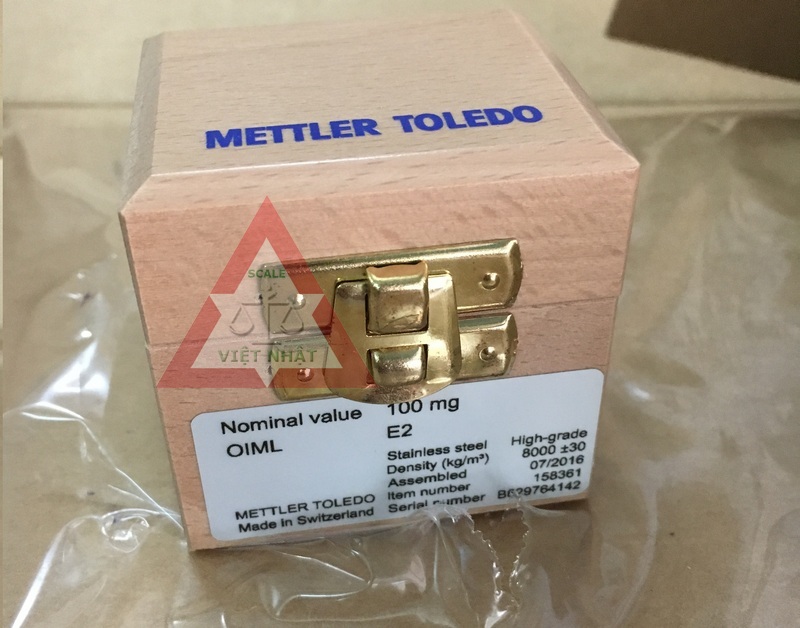 METTLER TOLEDO
SCALE
VIỆT NHẬT
Nominal value 100 mg
OIML E2
Stainless steel High-grade
Density (kg/m³) 8000 ±30
Assembled 07/2016
Item number 158361
Serial number
METTLER TOLEDO
Made in Switzerland